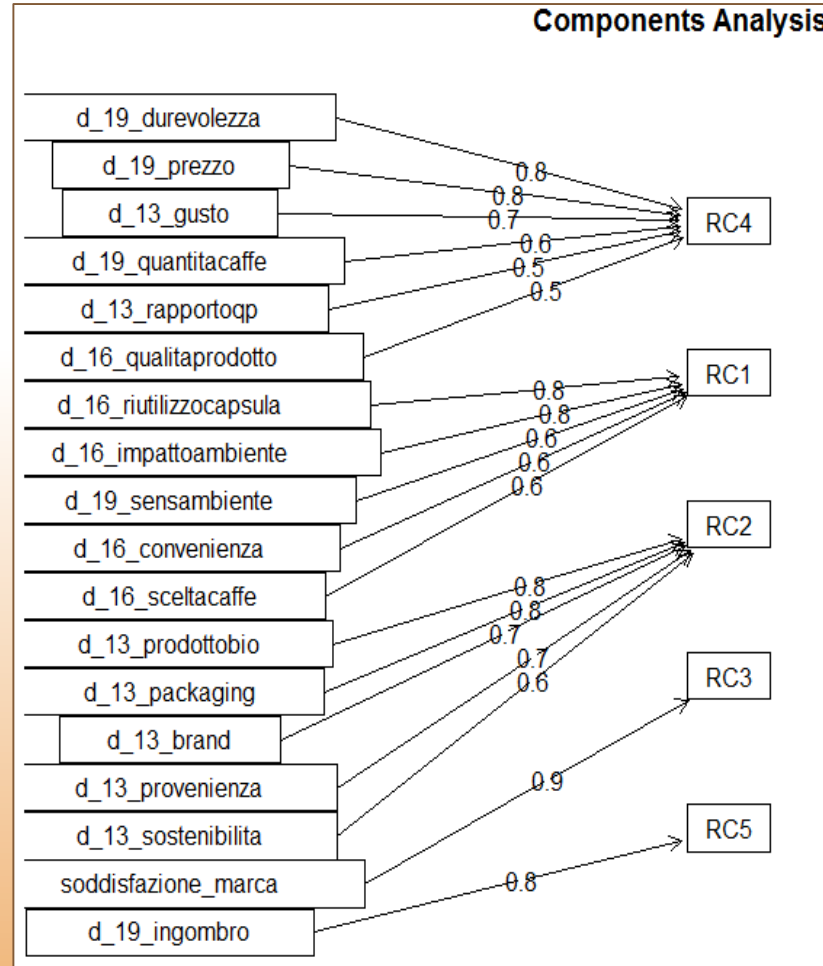 Components Analysis
d_19_durevolezza
d_19_prezzo
d_13_gusto
d_19_quantitacaffe
d_13_rapportoqp
d_16_qualitaprodotto
d_16_riutilizzocapsula
d_16_impattoambiente
d_19_sensambiente
d_16_convenienza
d_16_sceltacaffe
d_13_prodottobio
d_13_packaging
d_13_brand
d_13_provenienza
d_13_sostenibilita
soddisfazione_marca
d_19_ingombro
0.8
0.8
0.7
0.6
0.5
0.5
0.8
0.8
0.6
0.6
0.6
0.8
0.8
0.7
0.7
0.6
0.9
0.8
RC4
RC1
RC2
RC3
RC5